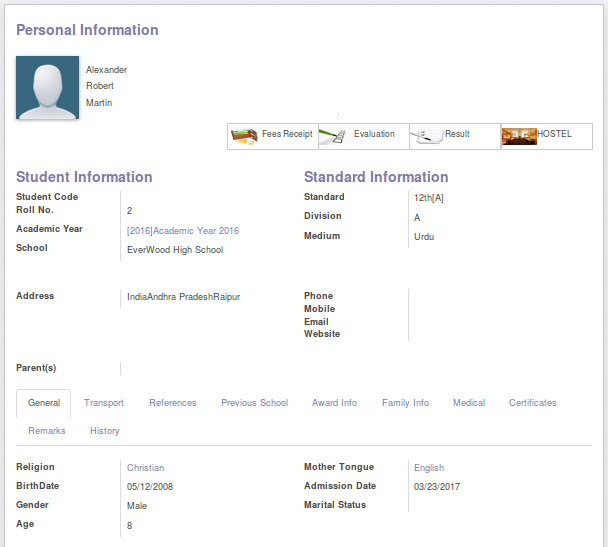 Personal Information
Alexander
Robert
Martin
Fees Receipt Evaluation Result HOSTEL
Student Information Standard Information
Student Code Standard 12th[A]
Roll No. 2
Division A
Academic Year [2016]Academic Year 2016
Medium Urdu
School EverWood High School
Address IndiaAndhra PradeshRaipur Phone
Mobile
Email
Website
Parent(s)
General Transport References Previous School Award Info Family Info Medical Certificates
Remarks History
Religion Christian Mother Tongue English
BirthDate 05/12/2008 Admission Date 03/23/2017
Gender Male Marital Status
Age 8